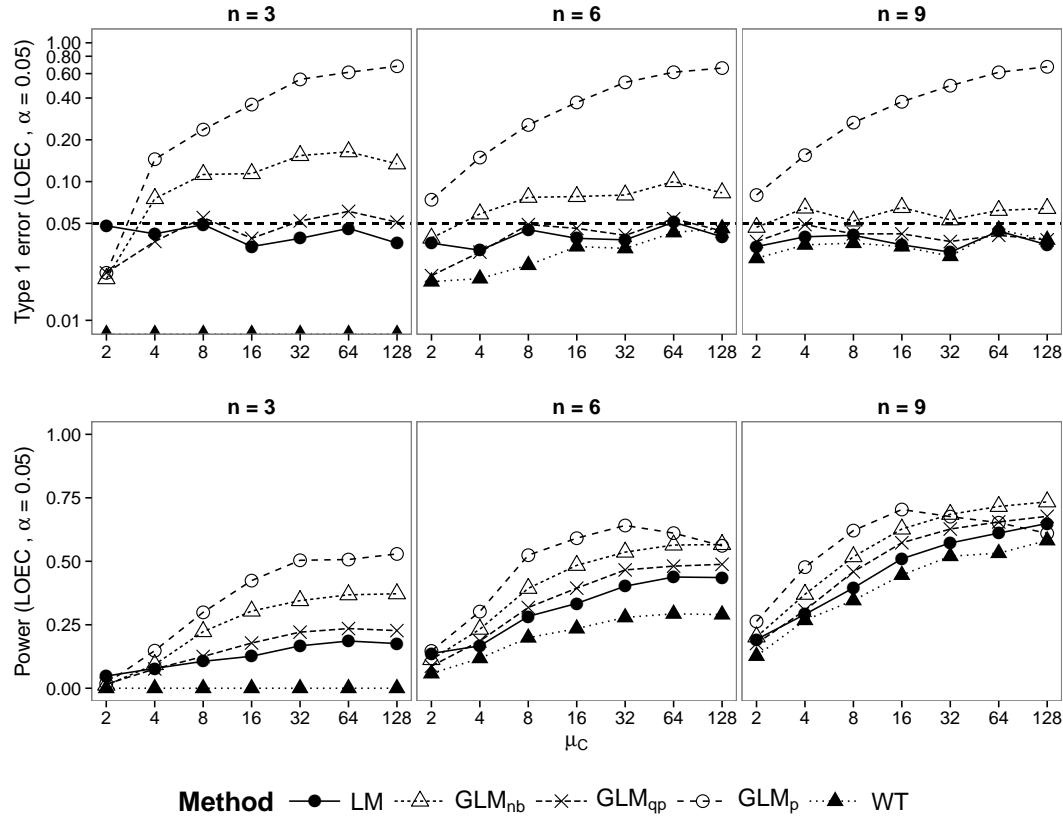 n = 3 n = 6 n = 9
Type 1 error (LOEC , α = 0.05)
1.00
0.80
0.60
0.40
0.20
0.10
0.05
0.01
2 4 8 16 32 64 128 2 4 8 16 32 64 128 2 4 8 16 32 64 128
n = 3 n = 6 n = 9
Power (LOEC , α = 0.05)
1.00
0.75
0.50
0.25
0.00
2 4 8 16 32 64 128 2 4 8 16 32 64 128 2 4 8 16 32 64 128
μC
Method LM GLMnb GLMqp GLMp WT